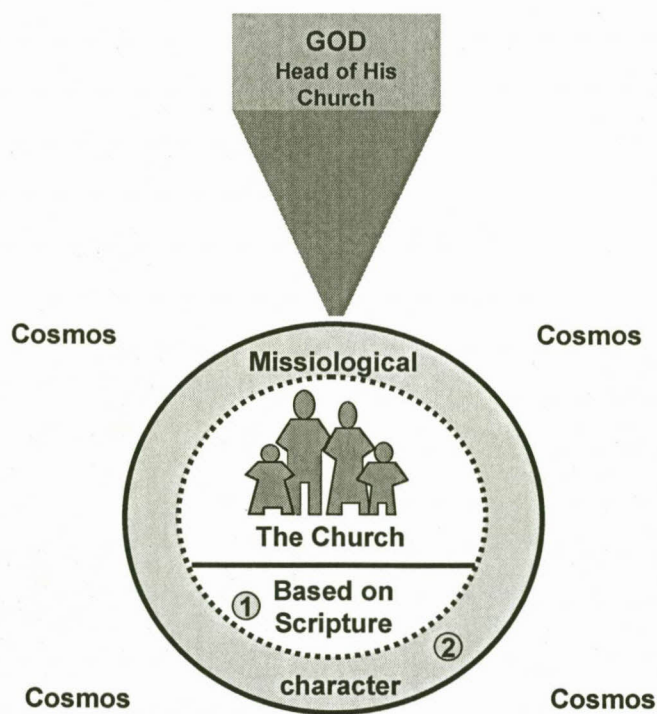 GOD
Head of His
Church
Cosmos
Cosmos
Missiological
The Church
1
Based on
Scripture
2
character
Cosmos
Cosmos